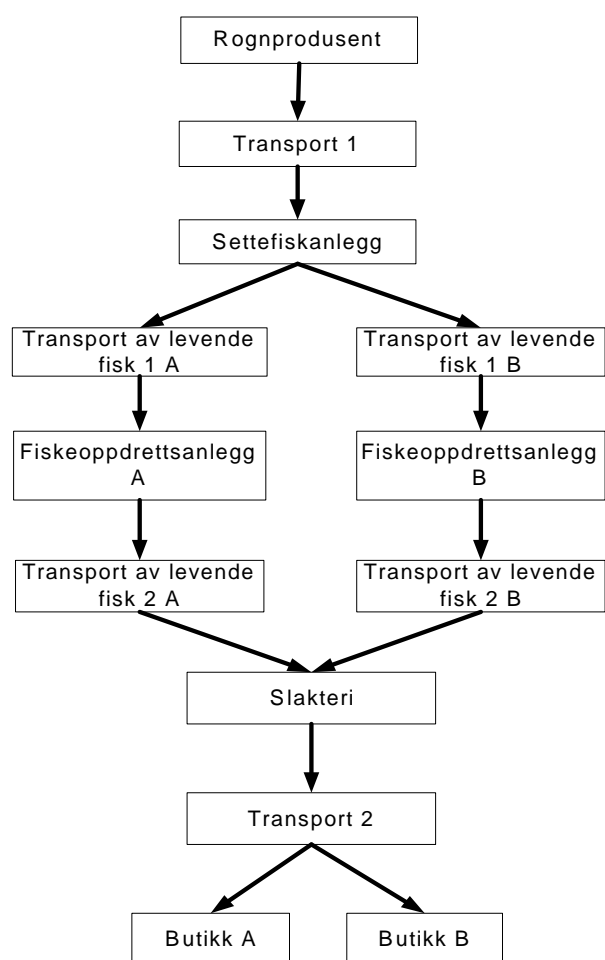 Rognprodusent
Transport 1
Settefiskanlegg
Transport av levende
fisk 1 A
Transport av levende
fisk 1 B
Fiskeoppdrettsanlegg
A
Fiskeoppdrettsanlegg
B
Transport av levende
fisk 2 A
Transport av levende
fisk 2 B
Slakteri
Transport 2
Butikk A
Butikk B